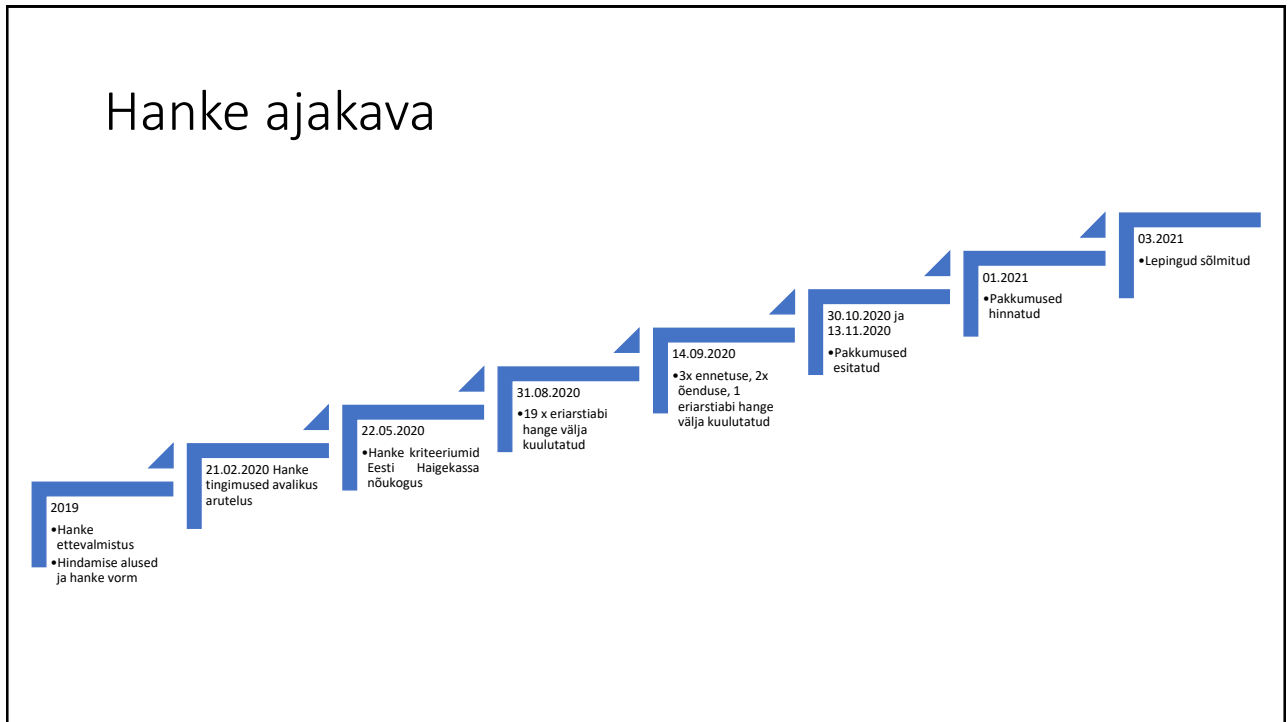 Hanke ajakava
2019
•Hanke
ettevalmistus
•Hindamise alused
ja hanke vorm
21.02.2020 Hanke
tingimused avalikus
arutelus
22.05.2020
•Hanke kriteeriumid
Eesti Haigekassa
nõukogus
31.08.2020
•19 x eriarstiabi
hange välja
kuulutatud
14.09.2020
•3x ennetuse, 2x
õenduse, 1
eriarstiabi hange
välja kuulutatud
30.10.2020 ja
13.11.2020
•Pakkumused
esitatud
01.2021
•Pakkumused
hinnatud
03.2021
•Lepingud sõlmitud